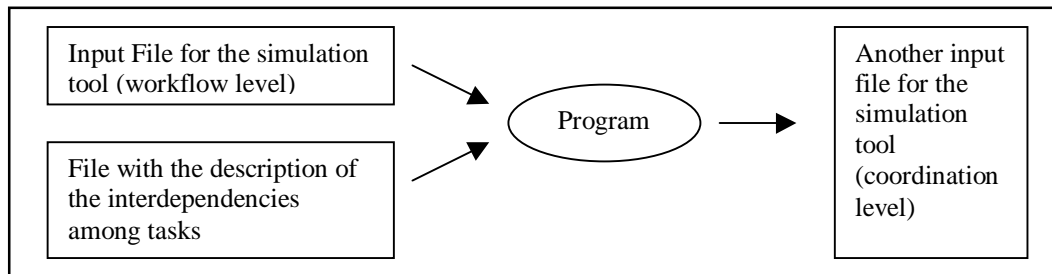 Input File for the simulation
tool (workflow level)
File with the description of
the interdependencies
among tasks
Program
Another input
file for the
simulation
tool
(coordination
level)